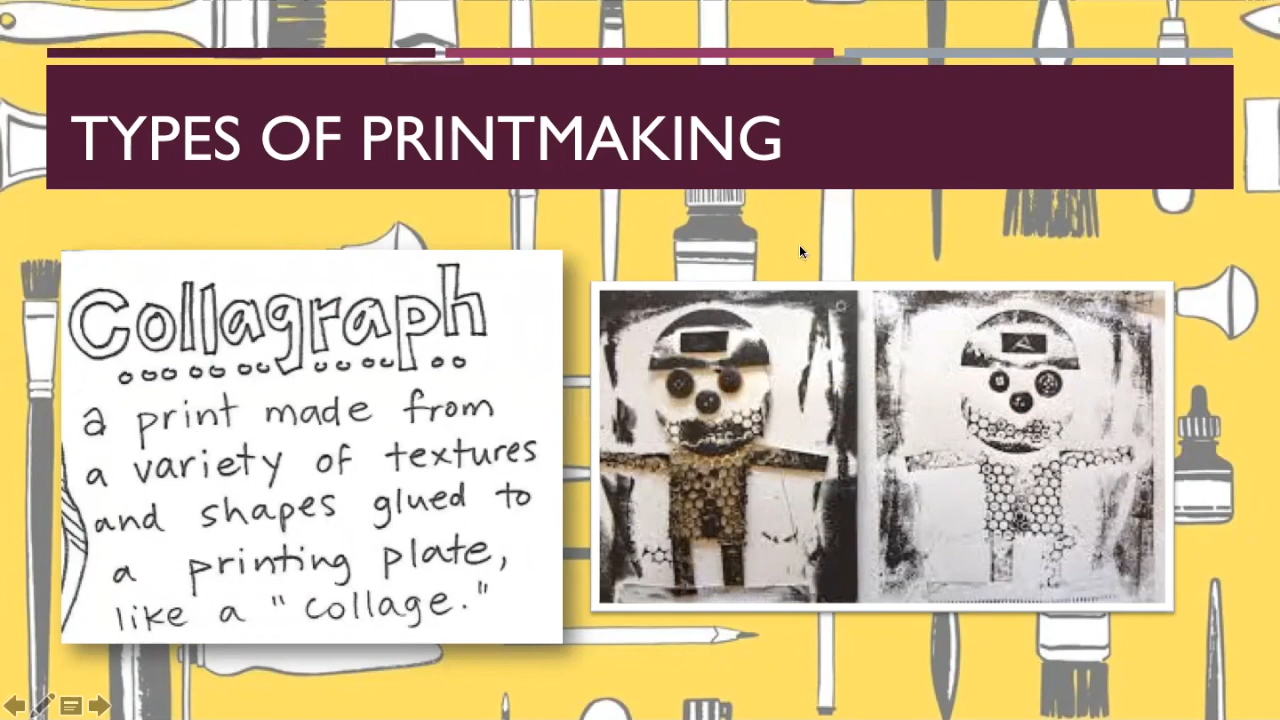 TYPES OF PRINTMAKING
Collagraph
a print made from
a variety of textures
and shapes glued to
a printing plate,
like a "collage."